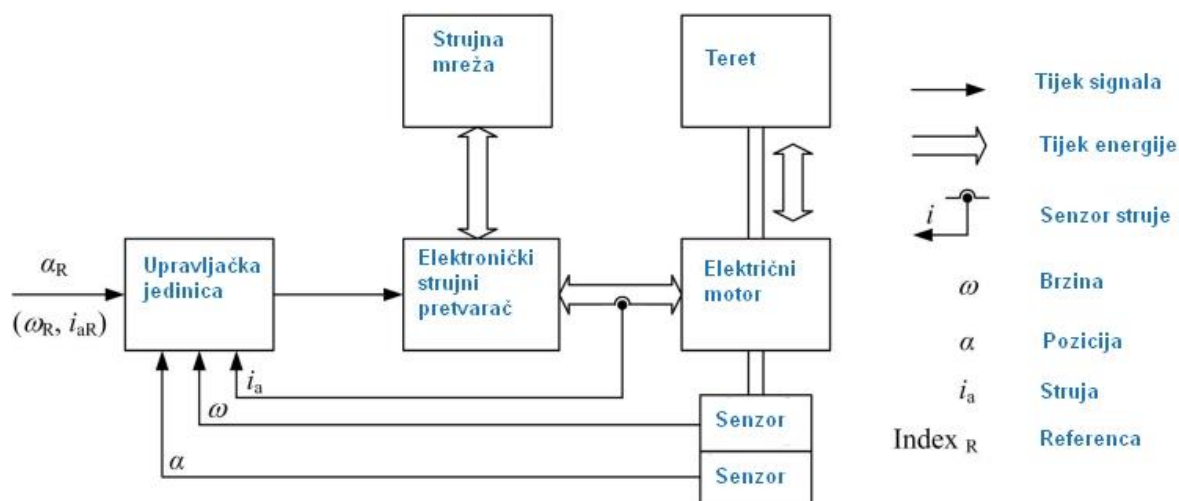 Strujna
mreža
Teret
Tijek signala
Tijek energije
i
Senzor struje
αR
(ωR, iaR)
Upravljačka
jedinica
Elektronički
strujni
pretvarač
Električni
motor
ω
Brzina
α
Pozicija
ia
Struja
Index R
Referenca
ia
ω
α
Senzor
Senzor